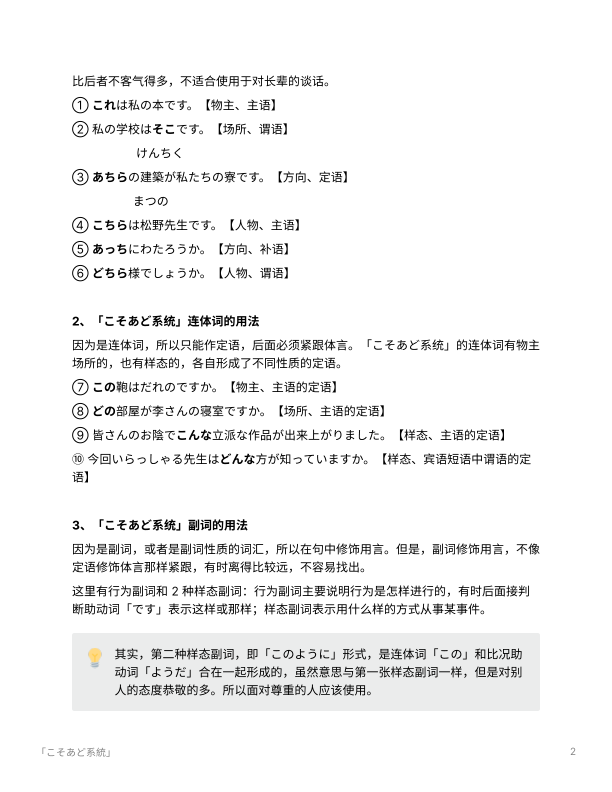 比后者不客气得多，不适合使用于对长辈的谈话。
① これは私の本です。【物主、主语】
② 私の学校はそこです。【场所、谓语】
けんちく
③ あちらの建築が私たちの寮です。【方向、定语】
まつの
④ こちらは松野先生です。【人物、主语】
⑤ あっちにわたろうか。【方向、补语】
⑥ どちら様でしょうか。【人物、谓语】
2、「こそあど系统」连体词的用法
因为是连体词，所以只能作定语，后面必须紧跟体言。「こそあど系统」的连体词有物主
场所的，也有样态的，各自形成了不同性质的定语。
⑦ この鞄はだれのですか。【物主、主语的定语】
⑧ どの部屋が李さんの寝室ですか。【场所、主语的定语】
⑨ 皆さんのお陰でこんな立派な作品が出来上がりました。【样态、主语的定语】
⑩ 今回いらっしゃる先生はどんな方が知っていますか。【样态、宾语短语中谓语的定
语】
3、「こそあど系统」副词的用法
因为是副词，或者是副词性质的词汇，所以在句中修饰用言。但是，副词修饰用言，不像
定语修饰体言那样紧跟，有时离得比较远，不容易找出。
这里有行为副词和 2 种样态副词：行为副词主要说明行为是怎样进行的，有时后面接判
断助动词「です」表示这样或那样；样态副词表示用什么样的方式从事某事件。
其实，第二种样态副词，即「このように」形式，是连体词「この」和比况助
动词「ようだ」合在一起形成的，虽然意思与第一张样态副词一样，但是对别
人的态度恭敬的多。所以面对尊重的人应该使用。
「こそあど系統」
2